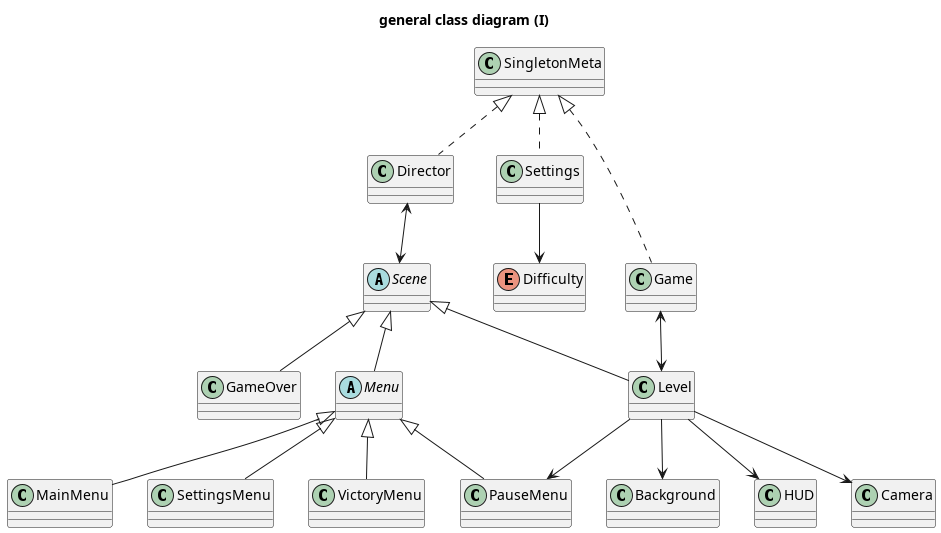 general class diagram (I)
C SingletonMeta
C Director
C Settings
A Scene
E Difficulty
C Game
C GameOver
A Menu
C Level
C MainMenu
C SettingsMenu
C VictoryMenu
C PauseMenu
C Background
C HUD
C Camera